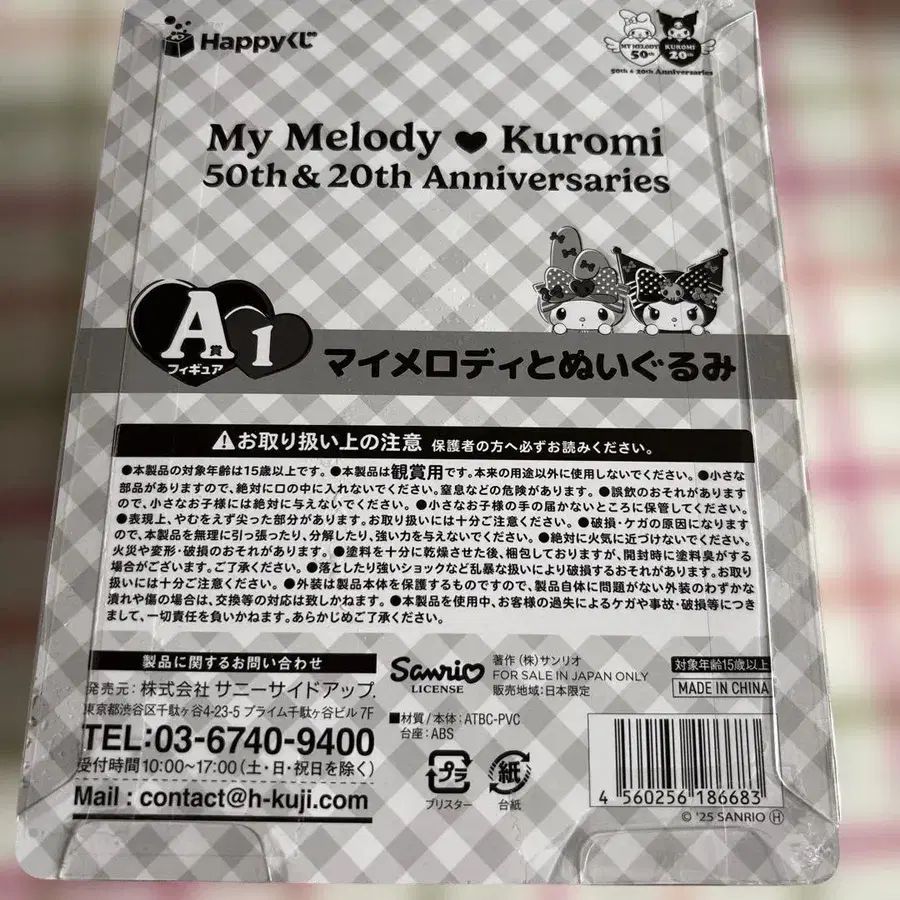 Happyくじ
MY MELODY 50th KUROMI 20th
50th & 20th Anniversaries
My Melody ♥ Kuromi
50th & 20th Anniversaries
A賞
フィギュア
1
マイメロディとぬいぐるみ
⚠お取り扱い上の注意 保護者の方へ必ずお読みください。
●本製品の対象年齢は15歳以上です。●本製品は観賞用です。本来の用途以外に使用しないでください。●小さな
部品がありますので、絶対に口の中に入れないでください。窒息などの危険があります。●誤飲のおそれがあります
ので、小さなお子様には絶対に与えないでください。●小さなお子様の手の届かないところに保管してください。
●表現上、やむをえず尖った部分があります。お取り扱いには十分ご注意ください。●破損・ケガの原因になります
ので、本製品を無理に引っ張ったり、分解したり、強い力を与えないでください。●絶対に火気に近づけないでください。
火災や変形・破損のおそれがあります。●塗料を十分に乾燥させた後、梱包しておりますが、開封時に塗料臭がする
場合がございます。ご了承ください。●落としたり強いショックなど乱暴な扱いにより破損するおそれがあります。お取り
扱いには十分ご注意ください。●外装は製品本体を保護するものですので、製品自体に問題がない外装のわずかな
潰れや傷の場合は、交換等の対応は致しかねます。●本製品を使用中、お客様の過失によるケガや事故・破損等につき
まして、一切責任を負いかねます。あらかじめご了承ください。
製品に関するお問い合わせ
発売元:株式会社 サニーサイドアップ
東京都渋谷区千駄ヶ谷4-23-5 プライム千駄ヶ谷ビル 7F
TEL:03-6740-9400
受付時間10:00~17:00(土・日・祝日を除く)
Mail : contact@h-kuji.com
Sanrio
LICENSE
著作(株)サンリオ
FOR SALE IN JAPAN ONLY
販売地域:日本限定
■材質/本体:ATBC-PVC
台座:ABS
プラ
ブリスター
紙
台紙
対象年齢15歳以上
MADE IN CHINA
4 560256 186683
© '25 SANRIO Ⓗ